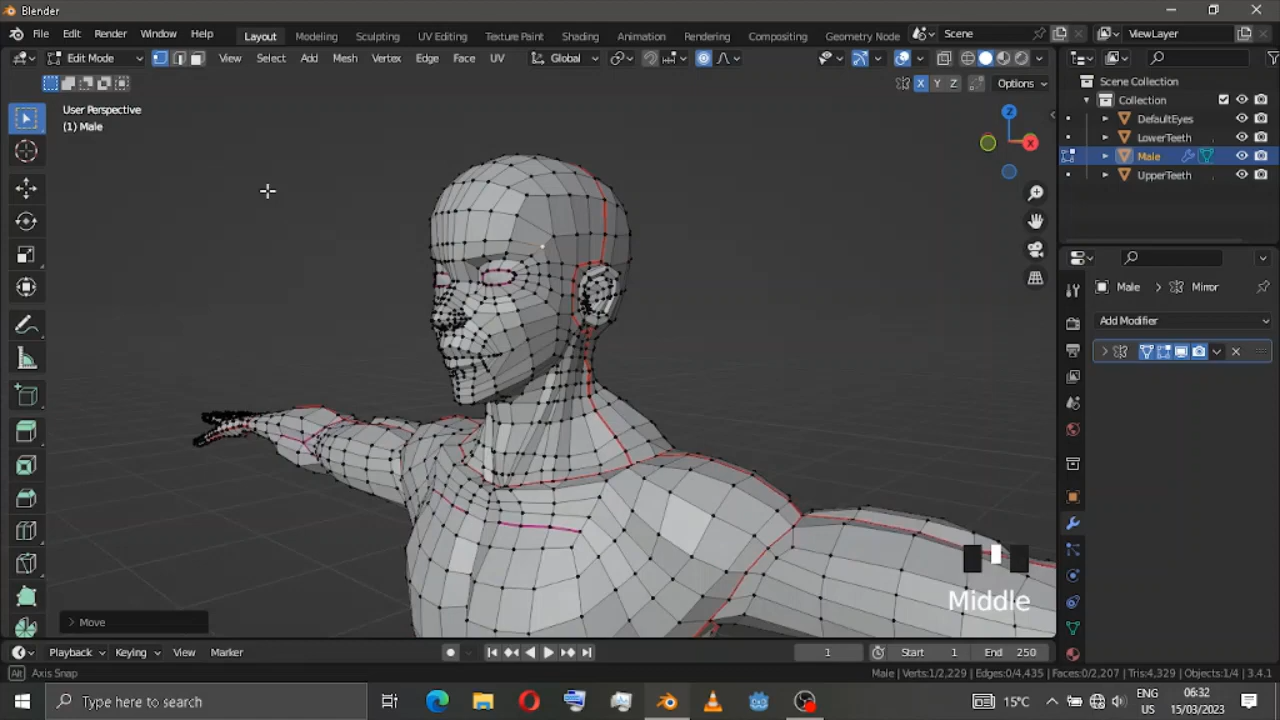 Blender
File Edit Render Window Help Layout Modeling Sculpting UV Editing Texture Paint Shading Animation Rendering Compositing Geometry Node Scene ViewLayer
Edit Mode View Select Add Mesh Vertex Edge Face UV Global
X Y Z Options
User Perspective
(1) Male
Z
X
Scene Collection
Collection
DefaultEyes
LowerTeeth
Male
UpperTeeth
Male > Mirror
Add Modifier
Middle
> Move
Playback Keying View Marker 1 Start 1 End 250
Alt Axis Snap Male | Verts:1/2,229 | Edges:0/4,435 | Faces:0/2,207 | Tris:4,329 | Objects:1/4 | 3.4.1
Type here to search 15°C ENG US 06:32 15/03/2023